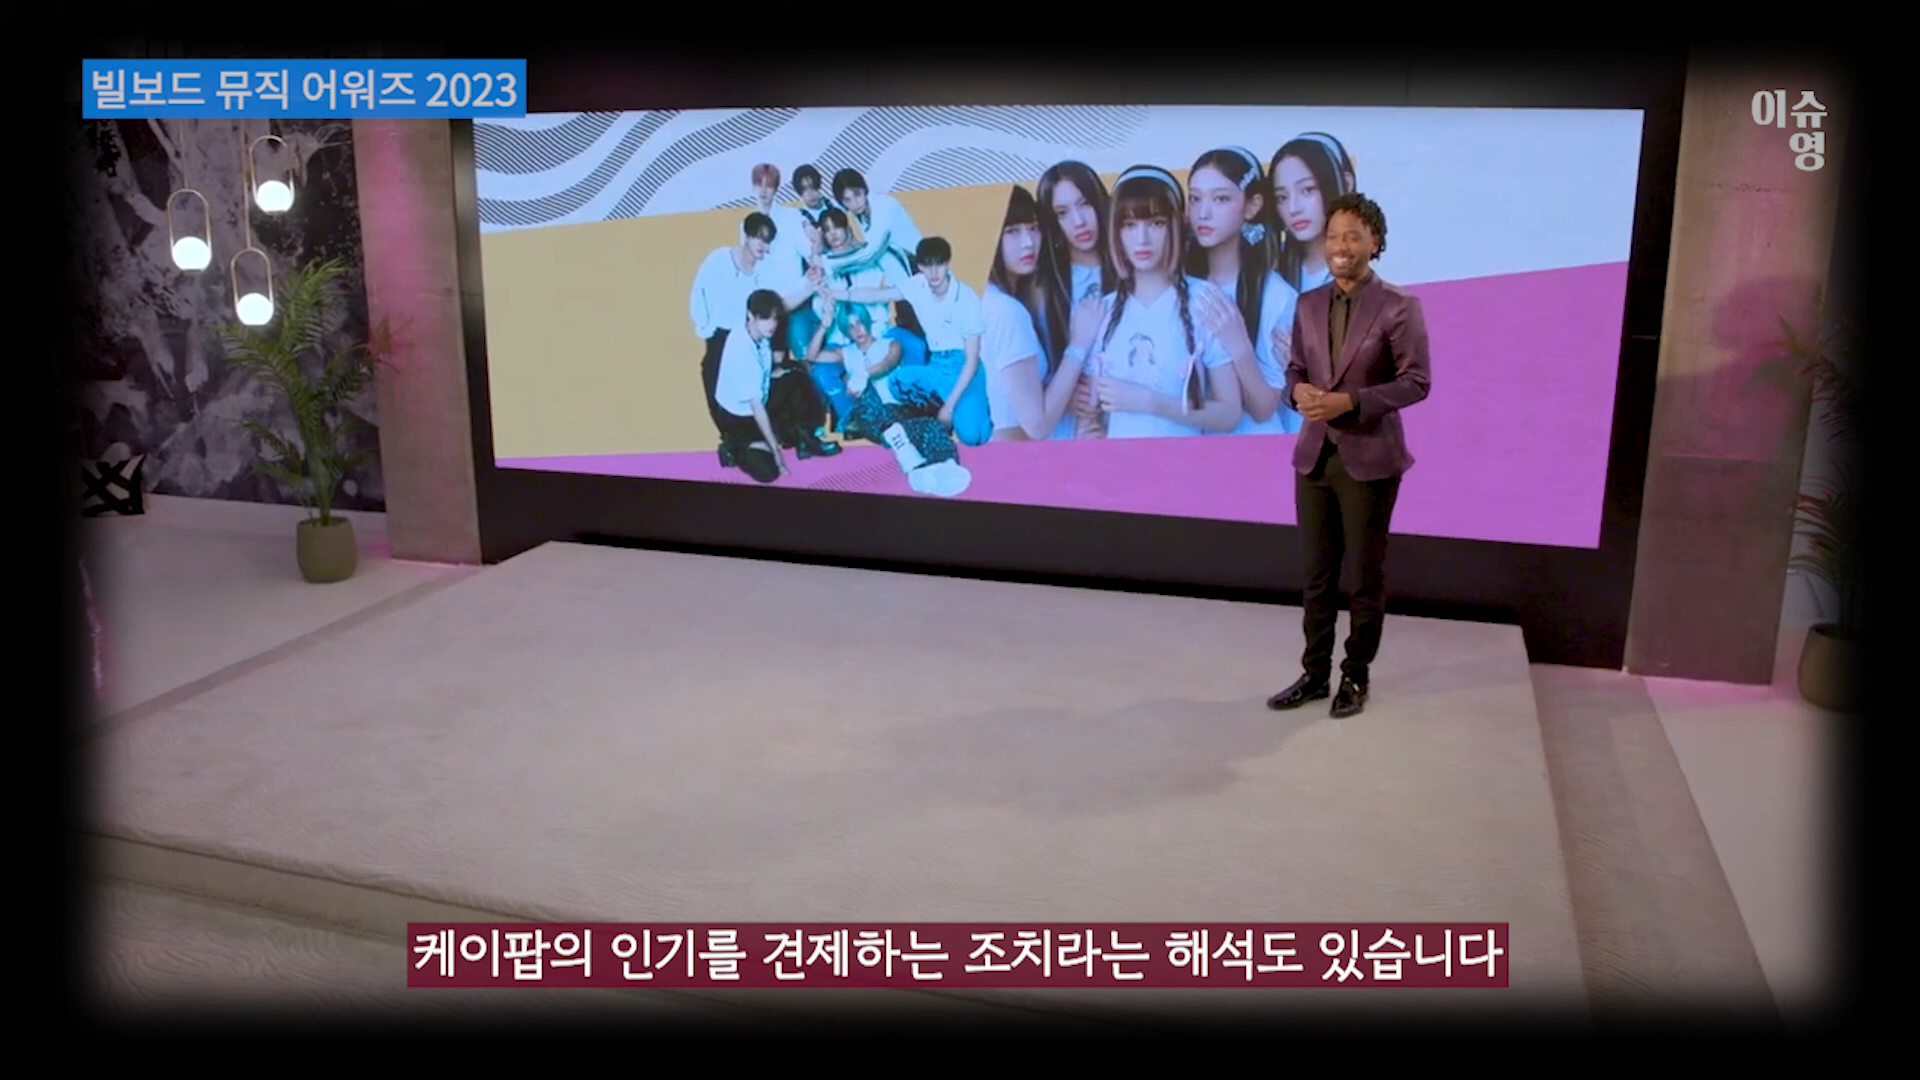 빌보드 뮤직 어워즈 2023
이슈
영
케이팝의 인기를 견제하는 조치라는 해석도 있습니다